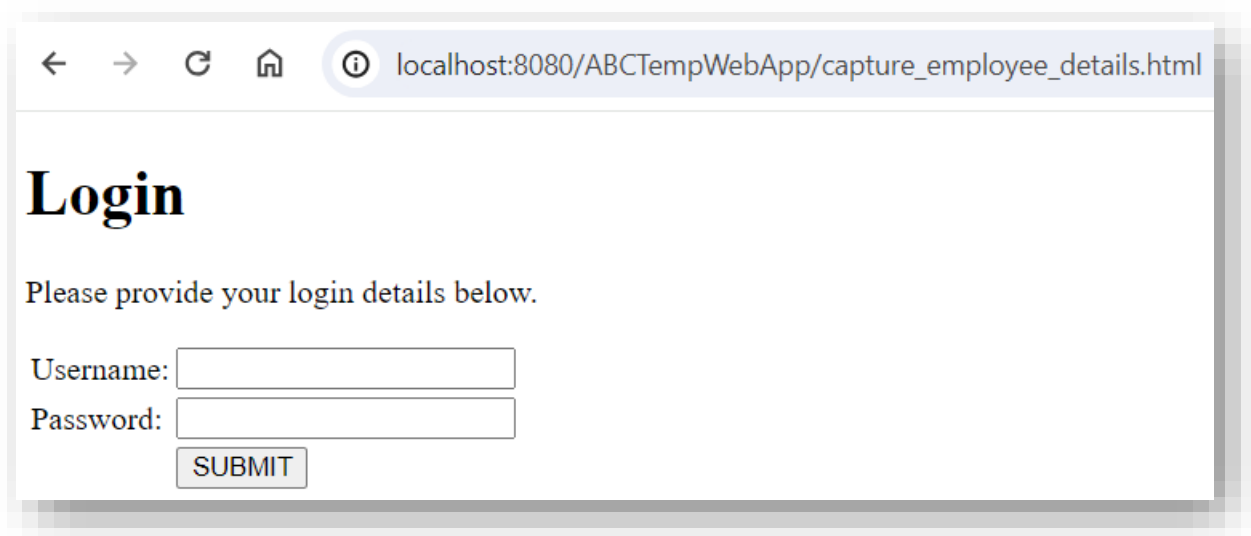 localhost:8080/ABCTempWebApp/capture_employee_details.html
Login
Please provide your login details below.
Username:
Password:
SUBMIT